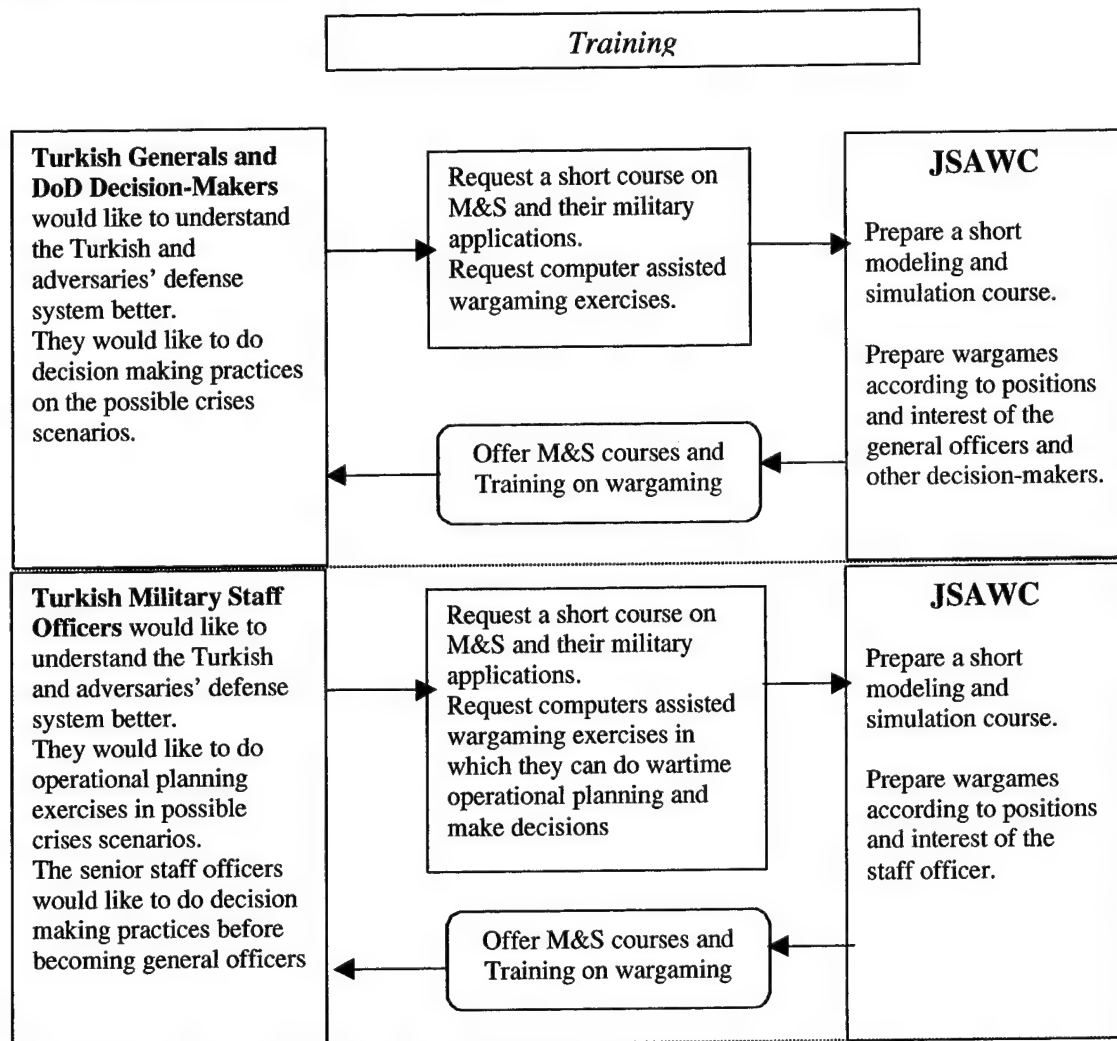 Training
Turkish Generals and
DoD Decision-Makers
would like to understand
the Turkish and
adversaries' defense
system better.
They would like to do
decision making practices
on the possible crises
scenarios.
Request a short course on
M&S and their military
applications.
Request computer assisted
wargaming exercises.
JSAWC
Prepare a short
modeling and
simulation course.
Prepare wargames
according to positions
and interest of the
general officers and
other decision-makers.
Offer M&S courses and
Training on wargaming
Turkish Military Staff
Officers would like to
understand the Turkish
and adversaries' defense
system better.
They would like to do
operational planning
exercises in possible
crises scenarios.
The senior staff officers
would like to do decision
making practices before
becoming general officers
Request a short course on
M&S and their military
applications.
Request computers assisted
wargaming exercises in
which they can do wartime
operational planning and
make decisions
JSAWC
Prepare a short
modeling and
simulation course.
Prepare wargames
according to positions
and interest of the
staff officer.
Offer M&S courses and
Training on wargaming